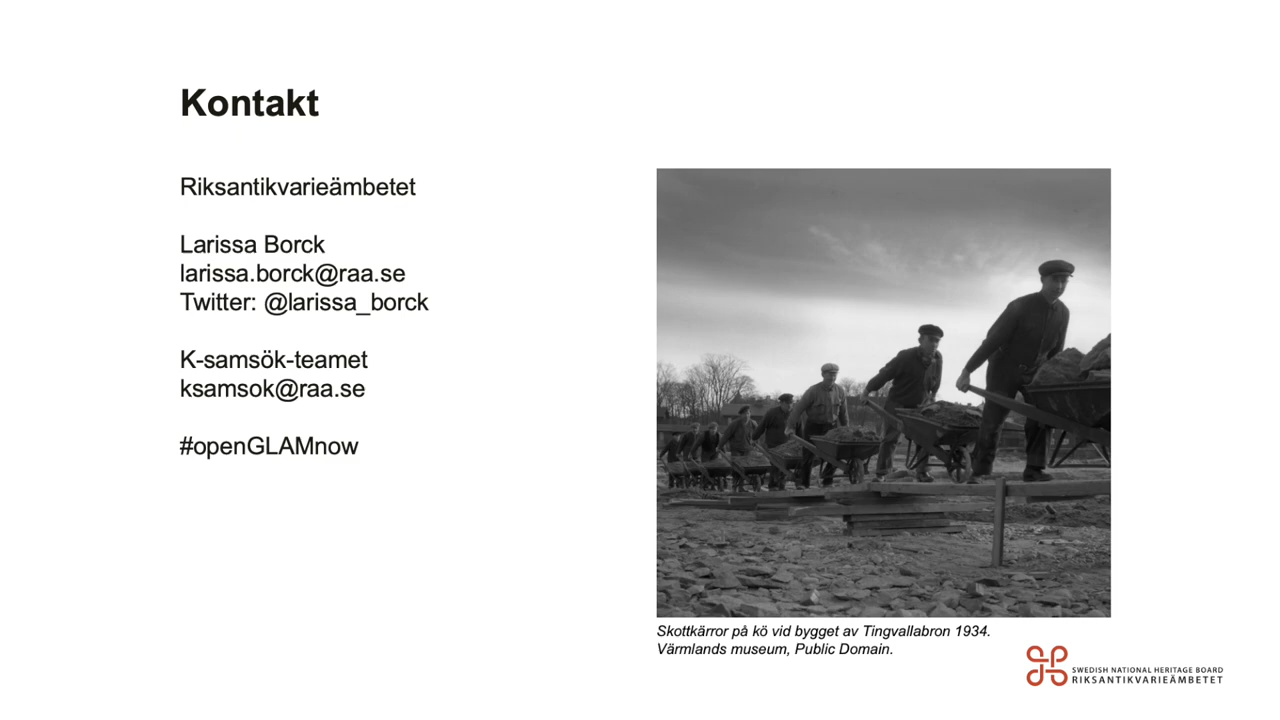 Kontakt
Riksantikvarieämbetet
Larissa Borck
larissa.borck@raa.se
Twitter: @larissa_borck
K-samsök-teamet
ksamsok@raa.se
#openGLAMnow
Skottkärror på kö vid bygget av Tingvallabron 1934.
Värmlands museum, Public Domain.
SWEDISH NATIONAL HERITAGE BOARD
RIKSANTIKVARIEÄMBETET